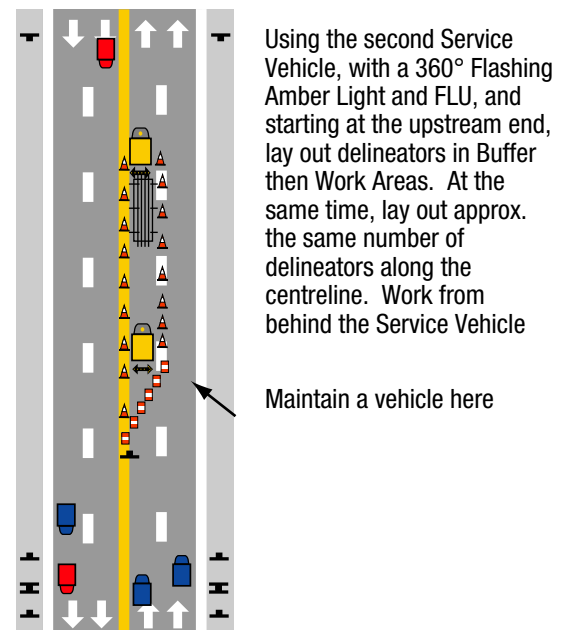 Using the second Service
Vehicle, with a 360° Flashing
Amber Light and FLU, and
starting at the upstream end,
lay out delineators in Buffer
then Work Areas.  At the
same time, lay out approx.
the same number of
delineators along the
centreline.  Work from
behind the Service Vehicle
Maintain a vehicle here